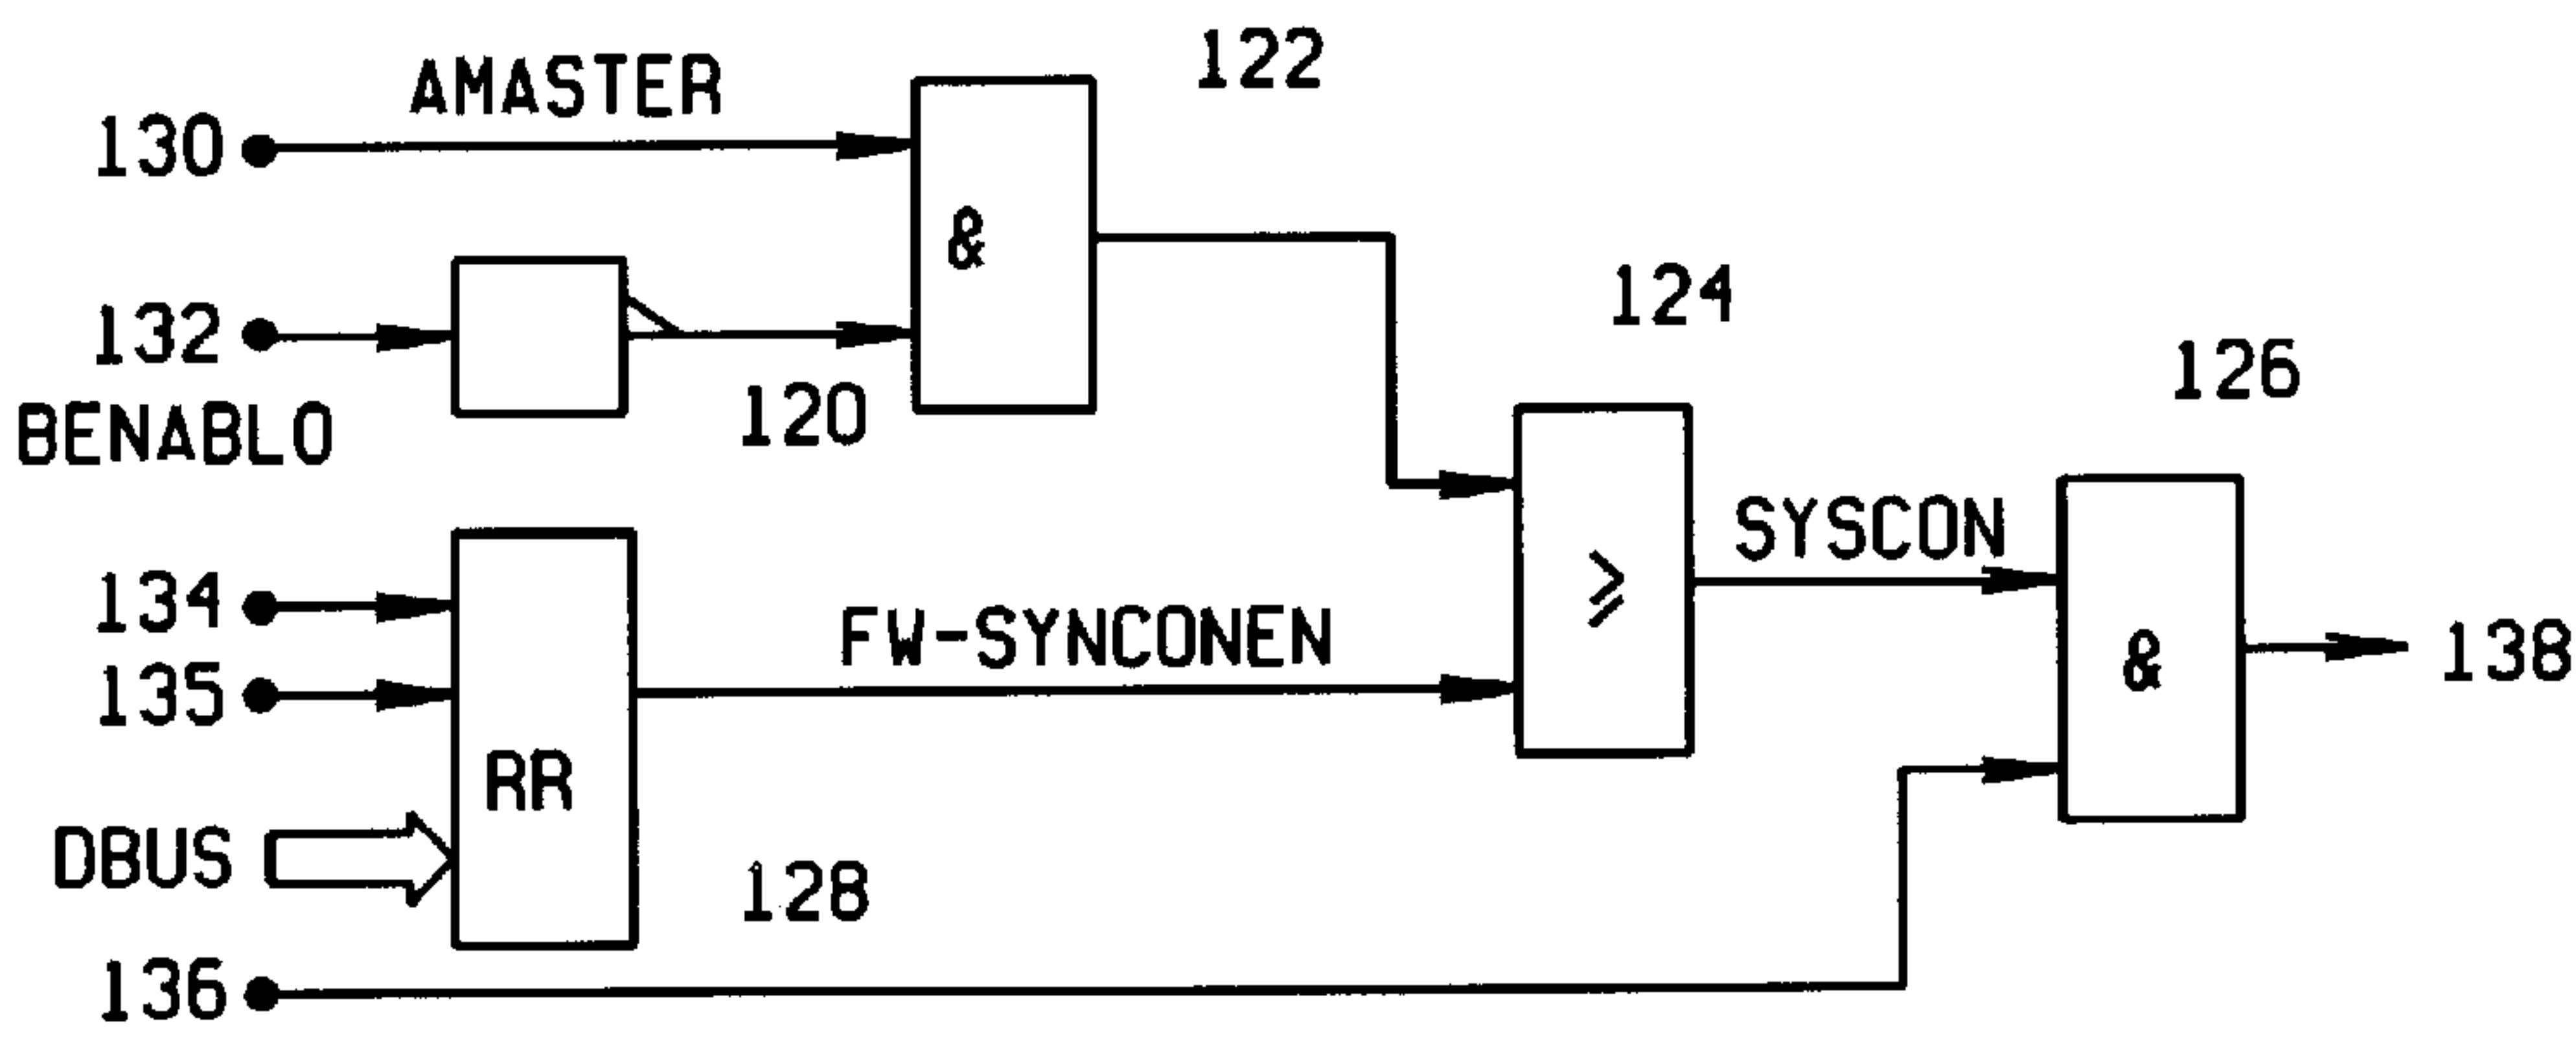 122
AMASTER
130
&
124
132
126
120
BENABLO
SYSCON
134
FW-SYNCONEN
≥
138
135
&
RR
DBUS
128
136